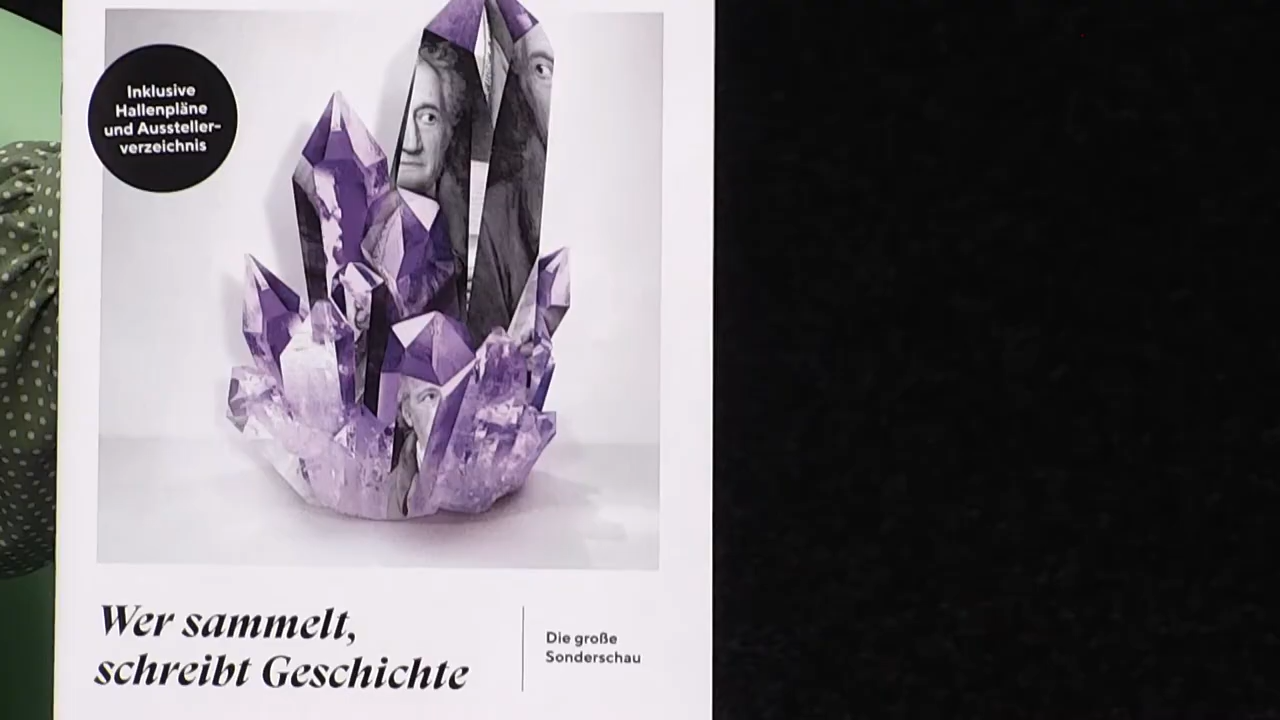 Inklusive
Hallenpläne
und Aussteller-
verzeichnis
Wer sammelt,
schreibt Geschichte
Die große
Sonderschau